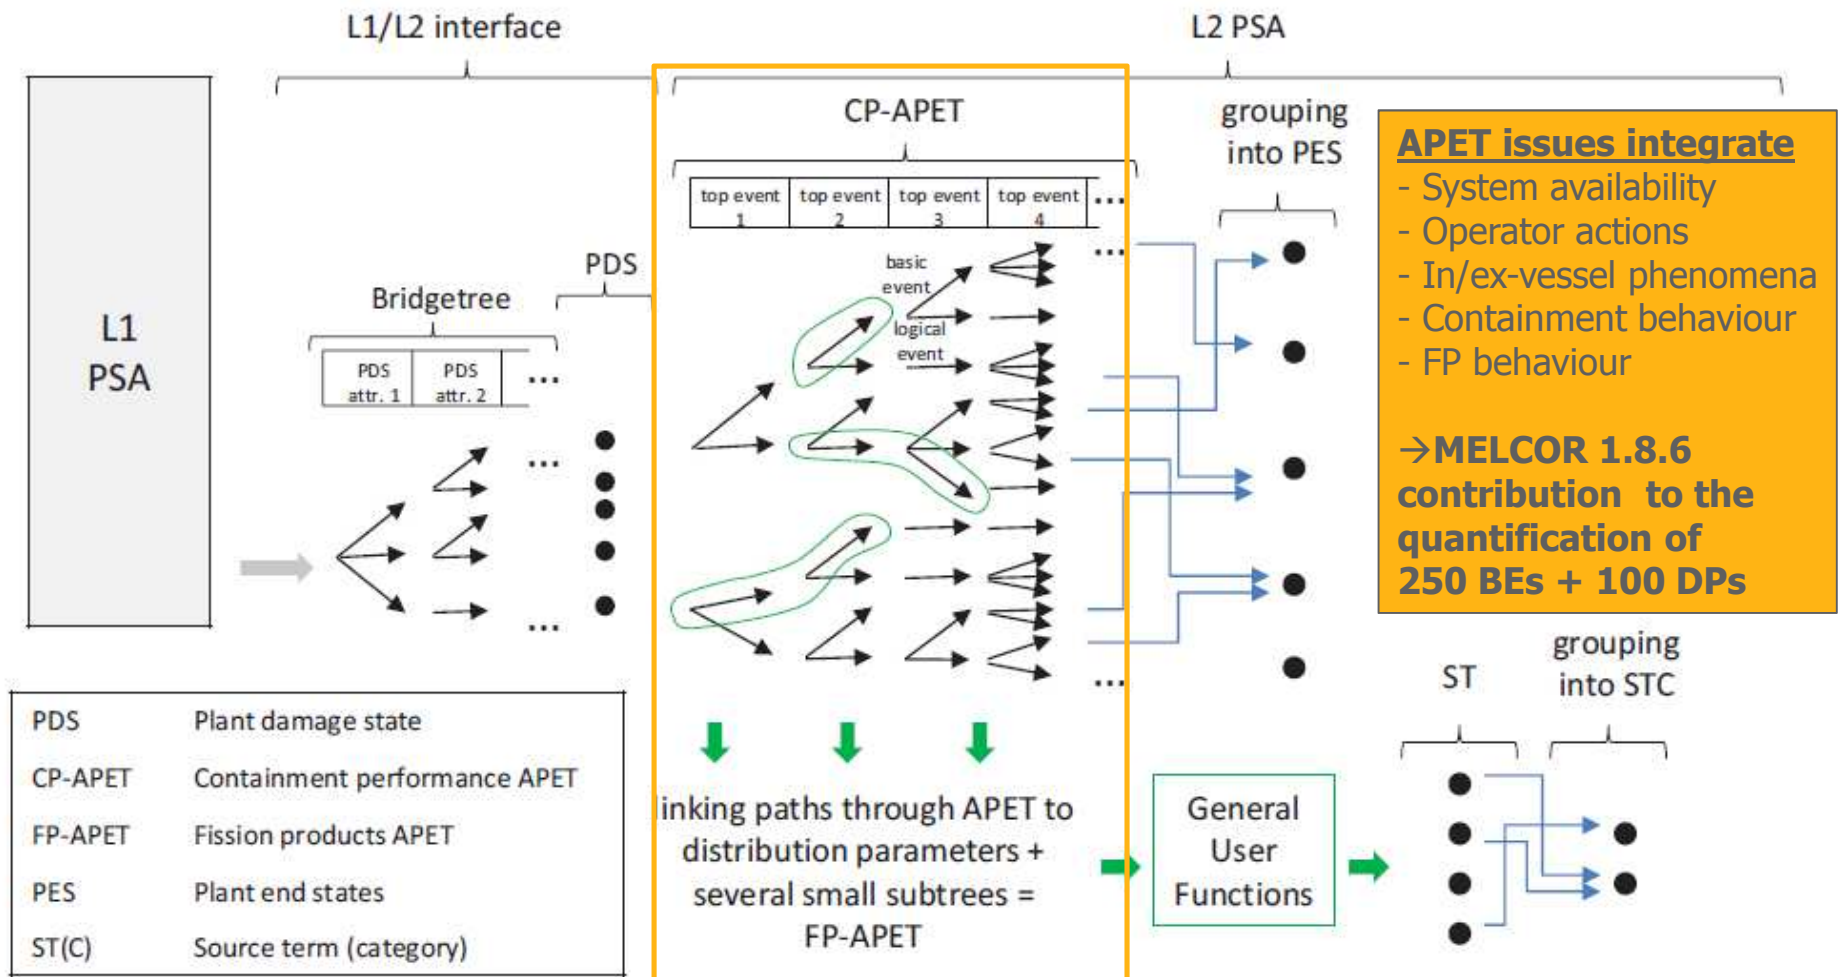 L1/L2 interface
L2 PSA
L1
PSA
Bridgetree
PDS
PDS
attr. 1
PDS
attr. 2
...
...
...
CP-APET
top event
1
top event
2
top event
3
top event
4
...
basic
event
logical
event
...
...
grouping
into PES
APET issues integrate
- System availability
- Operator actions
- In/ex-vessel phenomena
- Containment behaviour
- FP behaviour
→MELCOR 1.8.6
contribution to the
quantification of
250 BEs + 100 DPs
linking paths through APET to
distribution parameters +
several small subtrees =
FP-APET
General
User
Functions
ST
grouping
into STC
PDS Plant damage state
CP-APET Containment performance APET
FP-APET Fission products APET
PES Plant end states
ST(C) Source term (category)